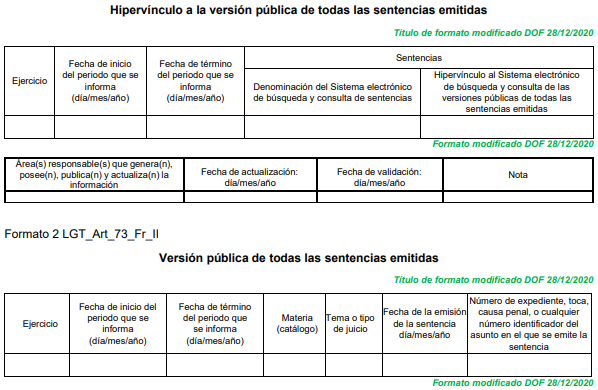 Hipervínculo a la versión pública de todas las sentencias emitidas
Título de formato modificado DOF 28/12/2020
Ejercicio
Fecha de inicio
del periodo que se
informa
(día/mes/año)
Fecha de término
del periodo que se
informa
(día/mes/año)
Sentencias
Denominación del Sistema electrónico
de búsqueda y consulta de sentencias
Hipervínculo al Sistema electrónico
de búsqueda y consulta de las
versiones públicas de todas las
sentencias emitidas
Formato modificado DOF 28/12/2020
Área(s) responsable(s) que genera(n),
posee(n), publica(n) y actualiza(n) la
información
Fecha de actualización:
día/mes/año
Fecha de validación:
día/mes/año
Nota
Formato 2 LGT_Art_73_Fr_II
Versión pública de todas las sentencias emitidas
Título de formato modificado DOF 28/12/2020
Ejercicio
Fecha de inicio del
periodo que se
informa
(día/mes/año)
Fecha de término
del periodo que se
informa
(día/mes/año)
Materia
(catálogo)
Tema o tipo
de juicio
Fecha de la emisión
de la sentencia
día/mes/año
Número de expediente, toca,
causa penal, o cualquier
número identificador del
asunto en el que se emite la
sentencia
Formato modificado DOF 28/12/2020